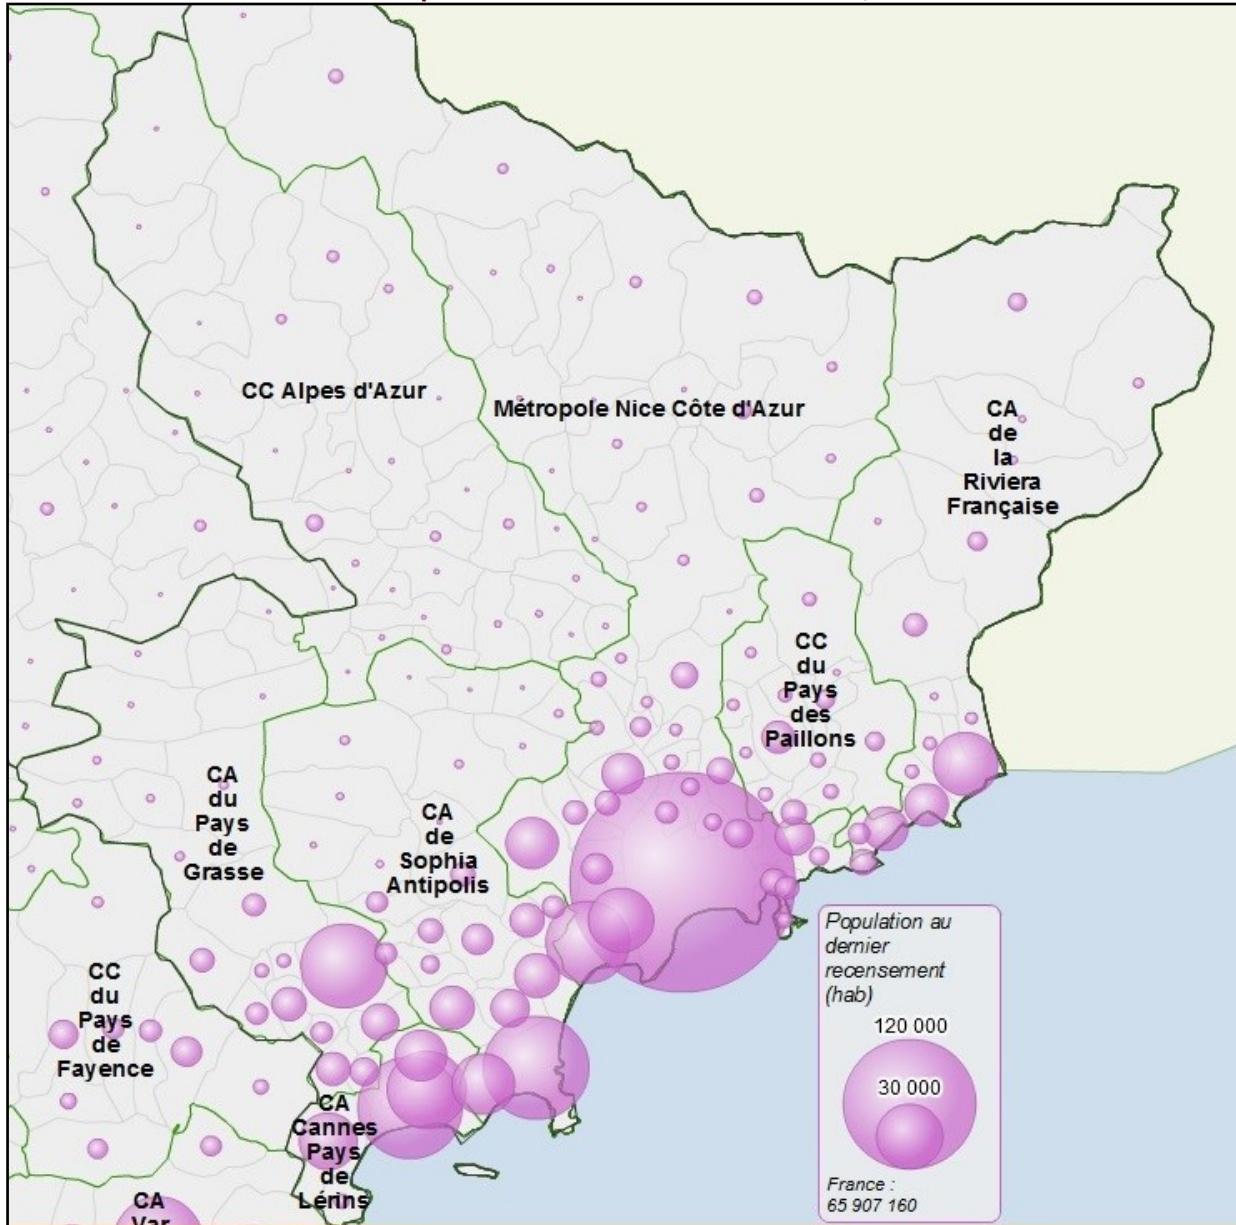 CC Alpes d'Azur
Métropole Nice Côte d'Azur
CA
de
la
Riviera
Française
CC
du
Pays
des
Paillons
CA
du
Pays
de
Grasse
CA
de
Sophia
Antipolis
CC
du
Pays
de
Fayence
CA
Cannes
Pays
de
Lérins
CA
Var
Population au
dernier
recensement
(hab)
120 000
30 000
France :
65 907 160